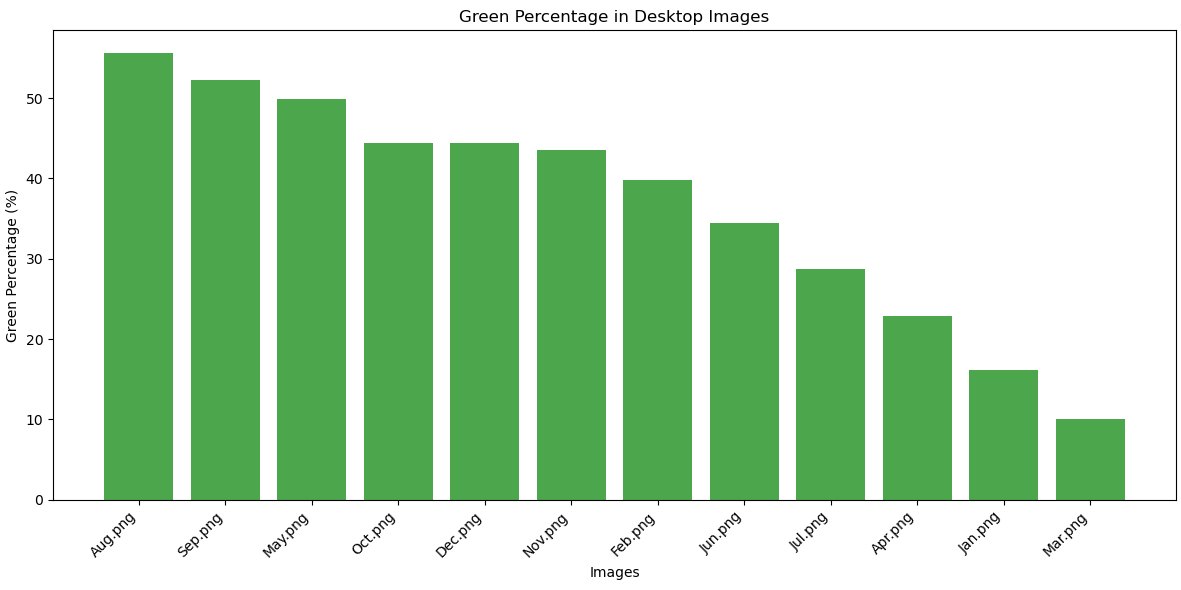 Green Percentage in Desktop Images
Green Percentage (%)
50
40
30
20
10
0
Aug.png
Sep.png
May.png
Oct.png
Dec.png
Nov.png
Feb.png
Jun.png
Jul.png
Apr.png
Jan.png
Mar.png
Images